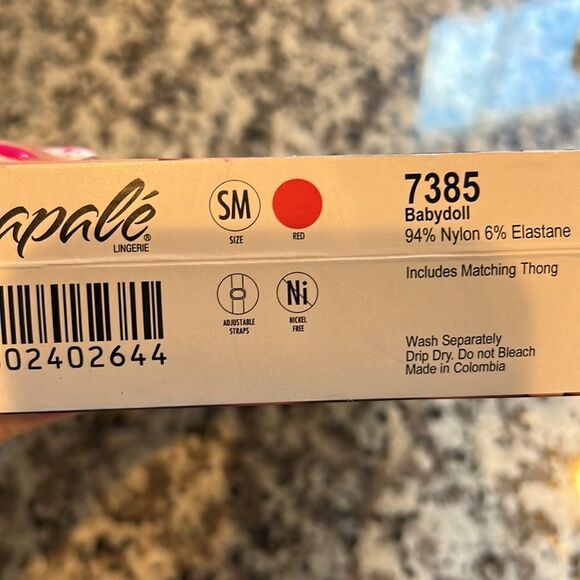 apalé®
LINGERIE
SM
SIZE
RED
7385
Babydoll
94% Nylon 6% Elastane
Includes Matching Thong
ADJUSTABLE
STRAPS
Ni
NICKEL
FREE
02402644
Wash Separately
Drip Dry. Do not Bleach
Made in Colombia